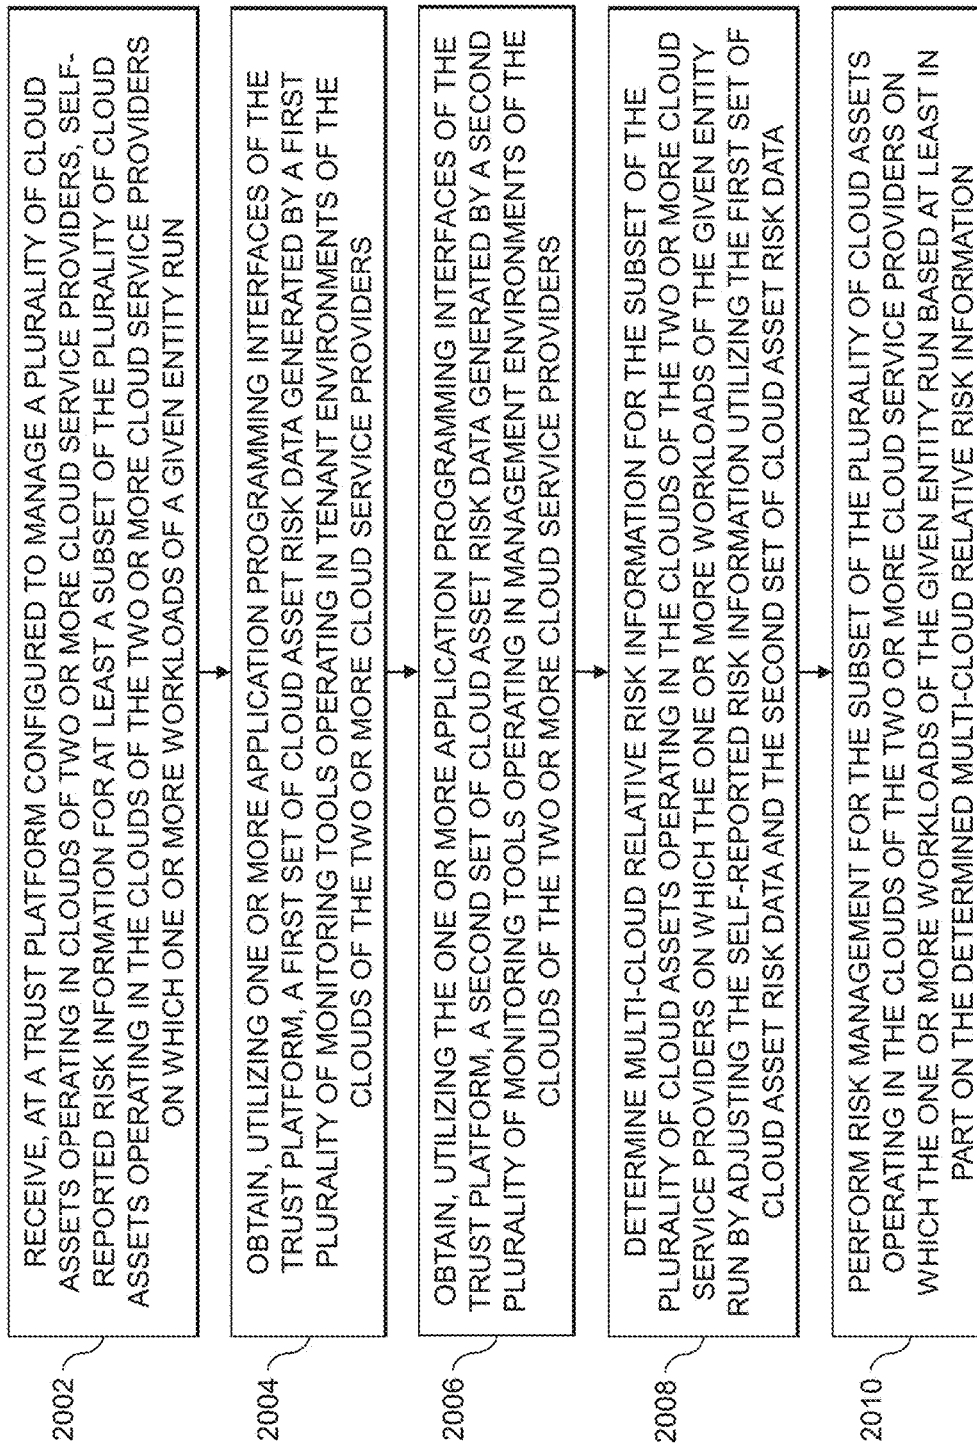 2002
RECEIVE, AT A TRUST PLATFORM CONFIGURED TO MANAGE A PLURALITY OF CLOUD
ASSETS OPERATING IN CLOUDS OF TWO OR MORE CLOUD SERVICE PROVIDERS, SELF-
REPORTED RISK INFORMATION FOR AT LEAST A SUBSET OF THE PLURALITY OF CLOUD
ASSETS OPERATING IN THE CLOUDS OF THE TWO OR MORE CLOUD SERVICE PROVIDERS
ON WHICH ONE OR MORE WORKLOADS OF A GIVEN ENTITY RUN
2004
OBTAIN, UTILIZING ONE OR MORE APPLICATION PROGRAMMING INTERFACES OF THE
TRUST PLATFORM, A FIRST SET OF CLOUD ASSET RISK DATA GENERATED BY A FIRST
PLURALITY OF MONITORING TOOLS OPERATING IN TENANT ENVIRONMENTS OF THE
CLOUDS OF THE TWO OR MORE CLOUD SERVICE PROVIDERS
2006
OBTAIN, UTILIZING THE ONE OR MORE APPLICATION PROGRAMMING INTERFACES OF THE
TRUST PLATFORM, A SECOND SET OF CLOUD ASSET RISK DATA GENERATED BY A SECOND
PLURALITY OF MONITORING TOOLS OPERATING IN MANAGEMENT ENVIRONMENTS OF THE
CLOUDS OF THE TWO OR MORE CLOUD SERVICE PROVIDERS
2008
DETERMINE MULTI-CLOUD RELATIVE RISK INFORMATION FOR THE SUBSET OF THE
PLURALITY OF CLOUD ASSETS OPERATING IN THE CLOUDS OF THE TWO OR MORE CLOUD
SERVICE PROVIDERS ON WHICH THE ONE OR MORE WORKLOADS OF THE GIVEN ENTITY
RUN BY ADJUSTING THE SELF-REPORTED RISK INFORMATION UTILIZING THE FIRST SET OF
CLOUD ASSET RISK DATA AND THE SECOND SET OF CLOUD ASSET RISK DATA
2010
PERFORM RISK MANAGEMENT FOR THE SUBSET OF THE PLURALITY OF CLOUD ASSETS
OPERATING IN THE CLOUDS OF THE TWO OR MORE CLOUD SERVICE PROVIDERS ON
WHICH THE ONE OR MORE WORKLOADS OF THE GIVEN ENTITY RUN BASED AT LEAST IN
PART ON THE DETERMINED MULTI-CLOUD RELATIVE RISK INFORMATION